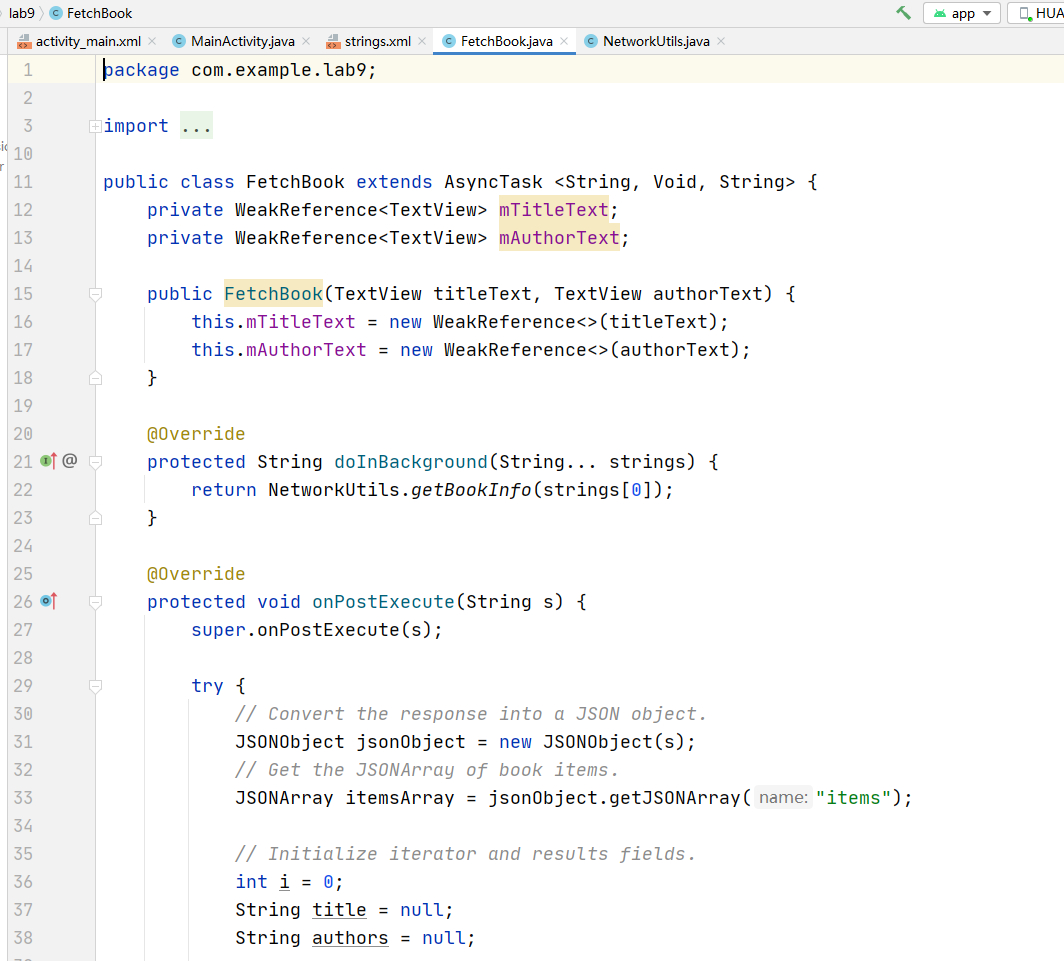 lab9 FetchBook app HUA
activity_main.xml MainActivity.java strings.xml FetchBook.java NetworkUtils.java
1 package com.example.lab9;
2
3 import ...
10
11 public class FetchBook extends AsyncTask <String, Void, String> {
12 private WeakReference<TextView> mTitleText;
13 private WeakReference<TextView> mAuthorText;
14
15 public FetchBook(TextView titleText, TextView authorText) {
16 this.mTitleText = new WeakReference<>(titleText);
17 this.mAuthorText = new WeakReference<>(authorText);
18 }
19
20 @Override
21 @ protected String doInBackground(String... strings) {
22 return NetworkUtils.getBookInfo(strings[0]);
23 }
24
25 @Override
26 protected void onPostExecute(String s) {
27 super.onPostExecute(s);
28
29 try {
30 // Convert the response into a JSON object.
31 JSONObject jsonObject = new JSONObject(s);
32 // Get the JSONArray of book items.
33 JSONArray itemsArray = jsonObject.getJSONArray( name: "items");
34
35 // Initialize iterator and results fields.
36 int i = 0;
37 String title = null;
38 String authors = null;